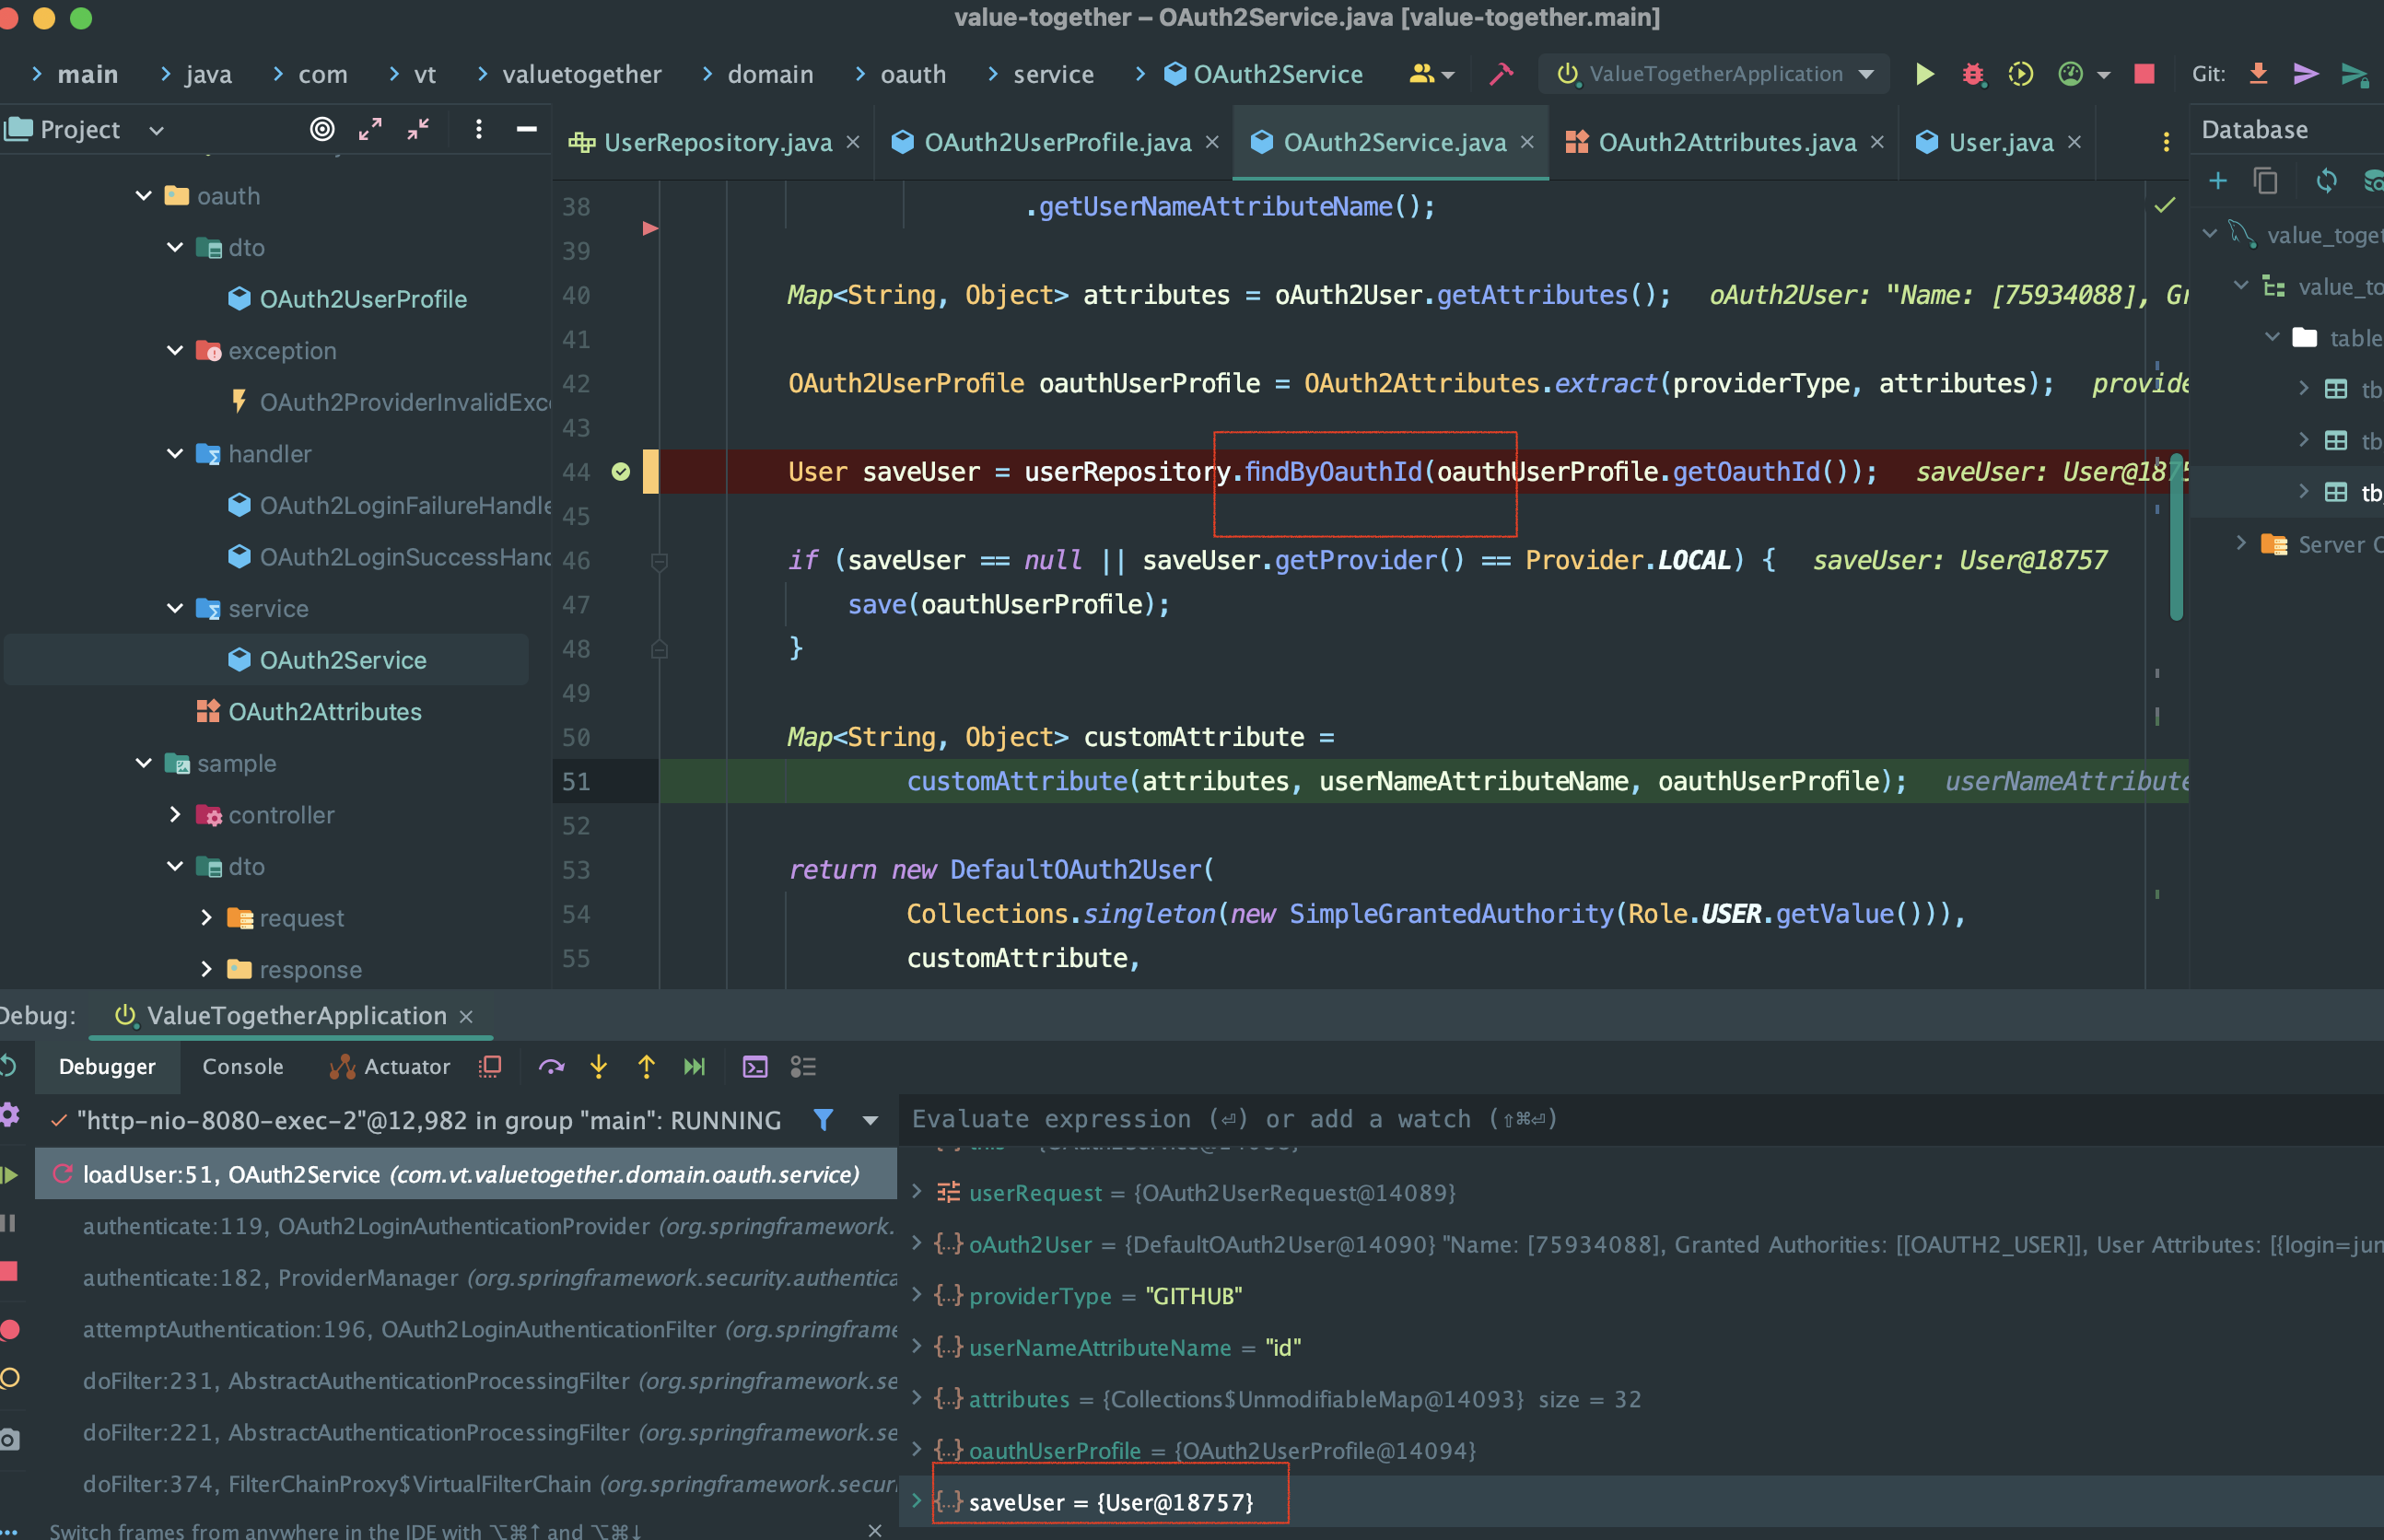 value-together – OAuth2Service.java [value-together.main]
main java com vt valuetogether domain oauth service OAuth2Service ValueTogetherApplication Git:
Project
UserRepository.java OAuth2UserProfile.java OAuth2Service.java OAuth2Attributes.java User.java
Database
oauth
dto
OAuth2UserProfile
exception
OAuth2ProviderInvalidExc
handler
OAuth2LoginFailureHandle
OAuth2LoginSuccessHand
service
OAuth2Service
OAuth2Attributes
sample
controller
dto
request
response
38 .getUserNameAttributeName();
39
40 Map<String, Object> attributes = oAuth2User.getAttributes(); oAuth2User: "Name: [75934088], Gr
41
42 OAuth2UserProfile oauthUserProfile = OAuth2Attributes.extract(providerType, attributes); provide
43
44 User saveUser = userRepository.findByOauthId(oauthUserProfile.getOauthId()); saveUser: User@1875
45
46 if (saveUser == null || saveUser.getProvider() == Provider.LOCAL) { saveUser: User@18757
47 save(oauthUserProfile);
48 }
49
50 Map<String, Object> customAttribute =
51 customAttribute(attributes, userNameAttributeName, oauthUserProfile); userNameAttribute
52
53 return new DefaultOAuth2User(
54 Collections.singleton(new SimpleGrantedAuthority(Role.USER.getValue())),
55 customAttribute,
value_toget
value_to
table
tb
tb
tb
Server O
Debug: ValueTogetherApplication
Debugger Console Actuator
"http-nio-8080-exec-2"@12,982 in group "main": RUNNING
loadUser:51, OAuth2Service (com.vt.valuetogether.domain.oauth.service)
authenticate:119, OAuth2LoginAuthenticationProvider (org.springframework.
authenticate:182, ProviderManager (org.springframework.security.authentica
attemptAuthentication:196, OAuth2LoginAuthenticationFilter (org.springframe
doFilter:231, AbstractAuthenticationProcessingFilter (org.springframework.se
doFilter:221, AbstractAuthenticationProcessingFilter (org.springframework.se
doFilter:374, FilterChainProxy$VirtualFilterChain (org.springframework.securi
Switch frames from anywhere in the IDE with ⌥⌘↑ and ⌥⌘↓
Evaluate expression (⏎) or add a watch (⇧⌘⏎)
userRequest = {OAuth2UserRequest@14089}
oAuth2User = {DefaultOAuth2User@14090} "Name: [75934088], Granted Authorities: [[OAUTH2_USER]], User Attributes: [{login=jun
providerType = "GITHUB"
userNameAttributeName = "id"
attributes = {Collections$UnmodifiableMap@14093} size = 32
oauthUserProfile = {OAuth2UserProfile@14094}
saveUser = {User@18757}